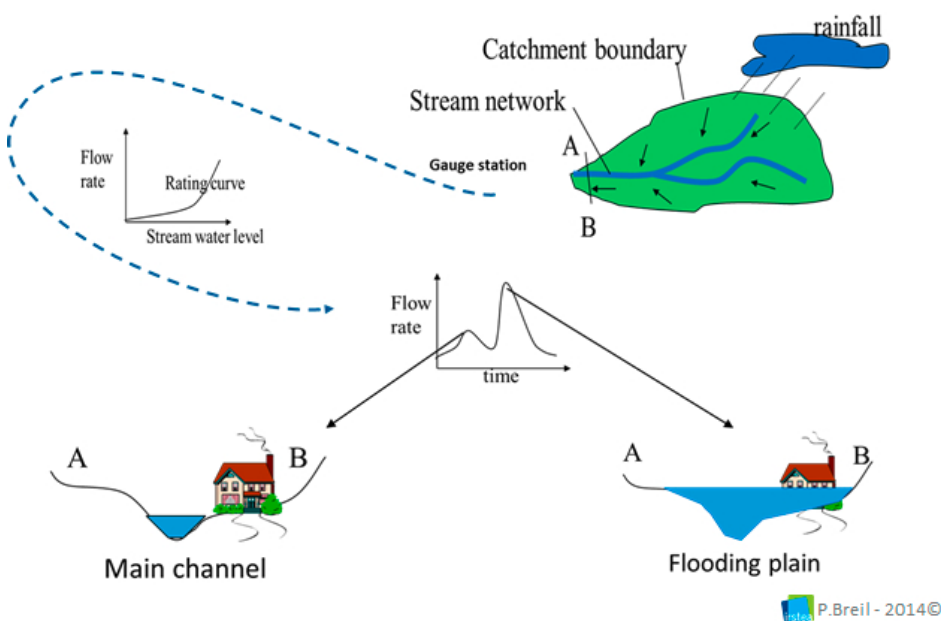 rainfall
Catchment boundary
Stream network
A
Gauge station
B
Flow
rate
Rating curve
Stream water level
Flow
rate
time
A
B
Main channel
A
B
Flooding plain
irstea
P.Breil - 2014©